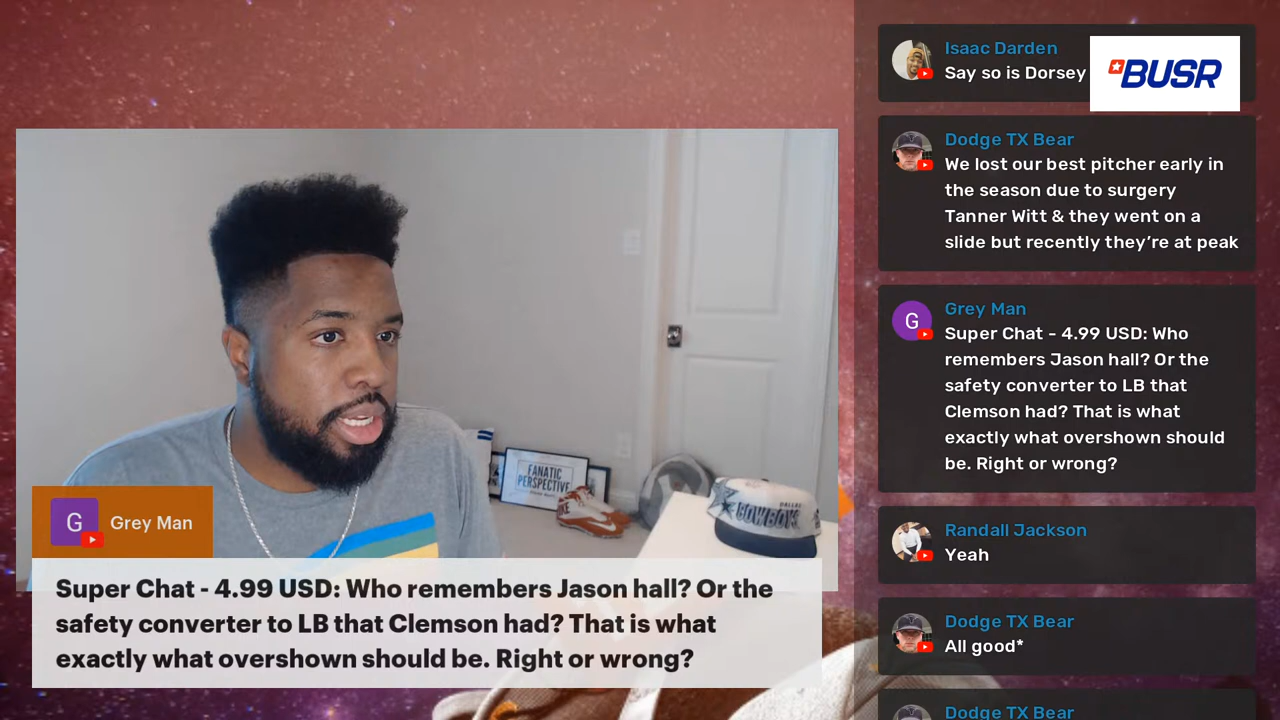 Isaac Darden
Say so is Dorsey
BUSR
Dodge TX Bear
We lost our best pitcher early in
the season due to surgery
Tanner Witt & they went on a
slide but recently they're at peak
G
Grey Man
Super Chat - 4.99 USD: Who
remembers Jason hall? Or the
safety converter to LB that
Clemson had? That is what
exactly what overshown should
be. Right or wrong?
Randall Jackson
Yeah
Dodge TX Bear
All good*
Dodge TX Bear
FANATIC
PERSPECTIVE
DALLAS
COWBOYS
G
Grey Man
Super Chat - 4.99 USD: Who remembers Jason hall? Or the
safety converter to LB that Clemson had? That is what
exactly what overshown should be. Right or wrong?